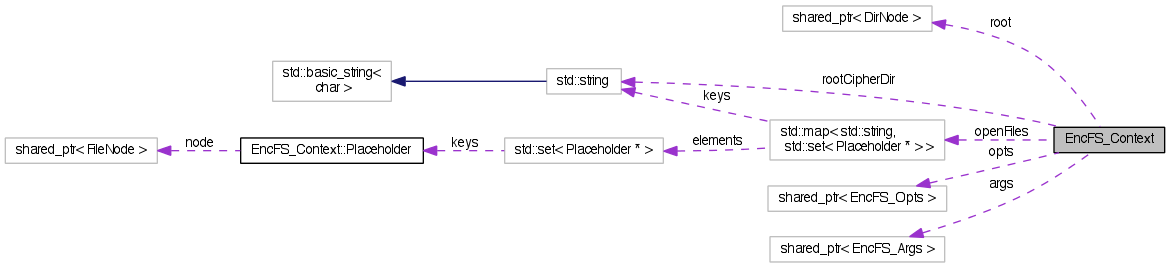 shared_ptr< DirNode >
root
std::basic_string<
char >
std::string
rootCipherDir
keys
std::map< std::string,
std::set< Placeholder * >>
openFiles
EncFS_Context
shared_ptr< FileNode >
node
EncFS_Context::Placeholder
keys
std::set< Placeholder * >
elements
opts
shared_ptr< EncFS_Opts >
args
shared_ptr< EncFS_Args >